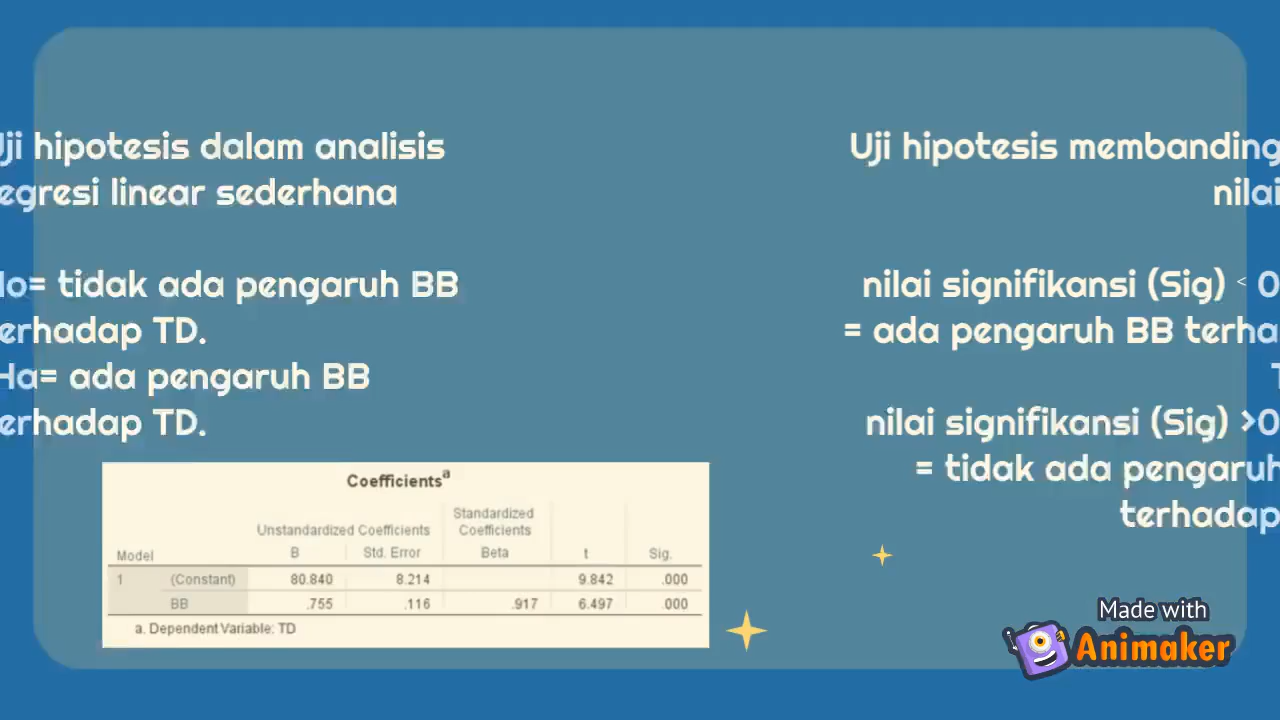 Uji hipotesis dalam analisis
egresi linear sederhana
Ho= tidak ada pengaruh BB
erhadap TD.
Ha= ada pengaruh BB
erhadap TD.
Uji hipotesis membanding
nilai
nilai signifikansi (Sig) < 0
= ada pengaruh BB terha
T
nilai signifikansi (Sig) >0
= tidak ada pengaruh
terhadap
Coefficientsa
Unstandardized Coefficients Standardized Coefficients
Model B Std. Error Beta t Sig.
1 (Constant) 80.840 8.214 9.842 .000
BB .755 .116 .917 6.497 .000
a. Dependent Variable: TD
Made with
Animaker